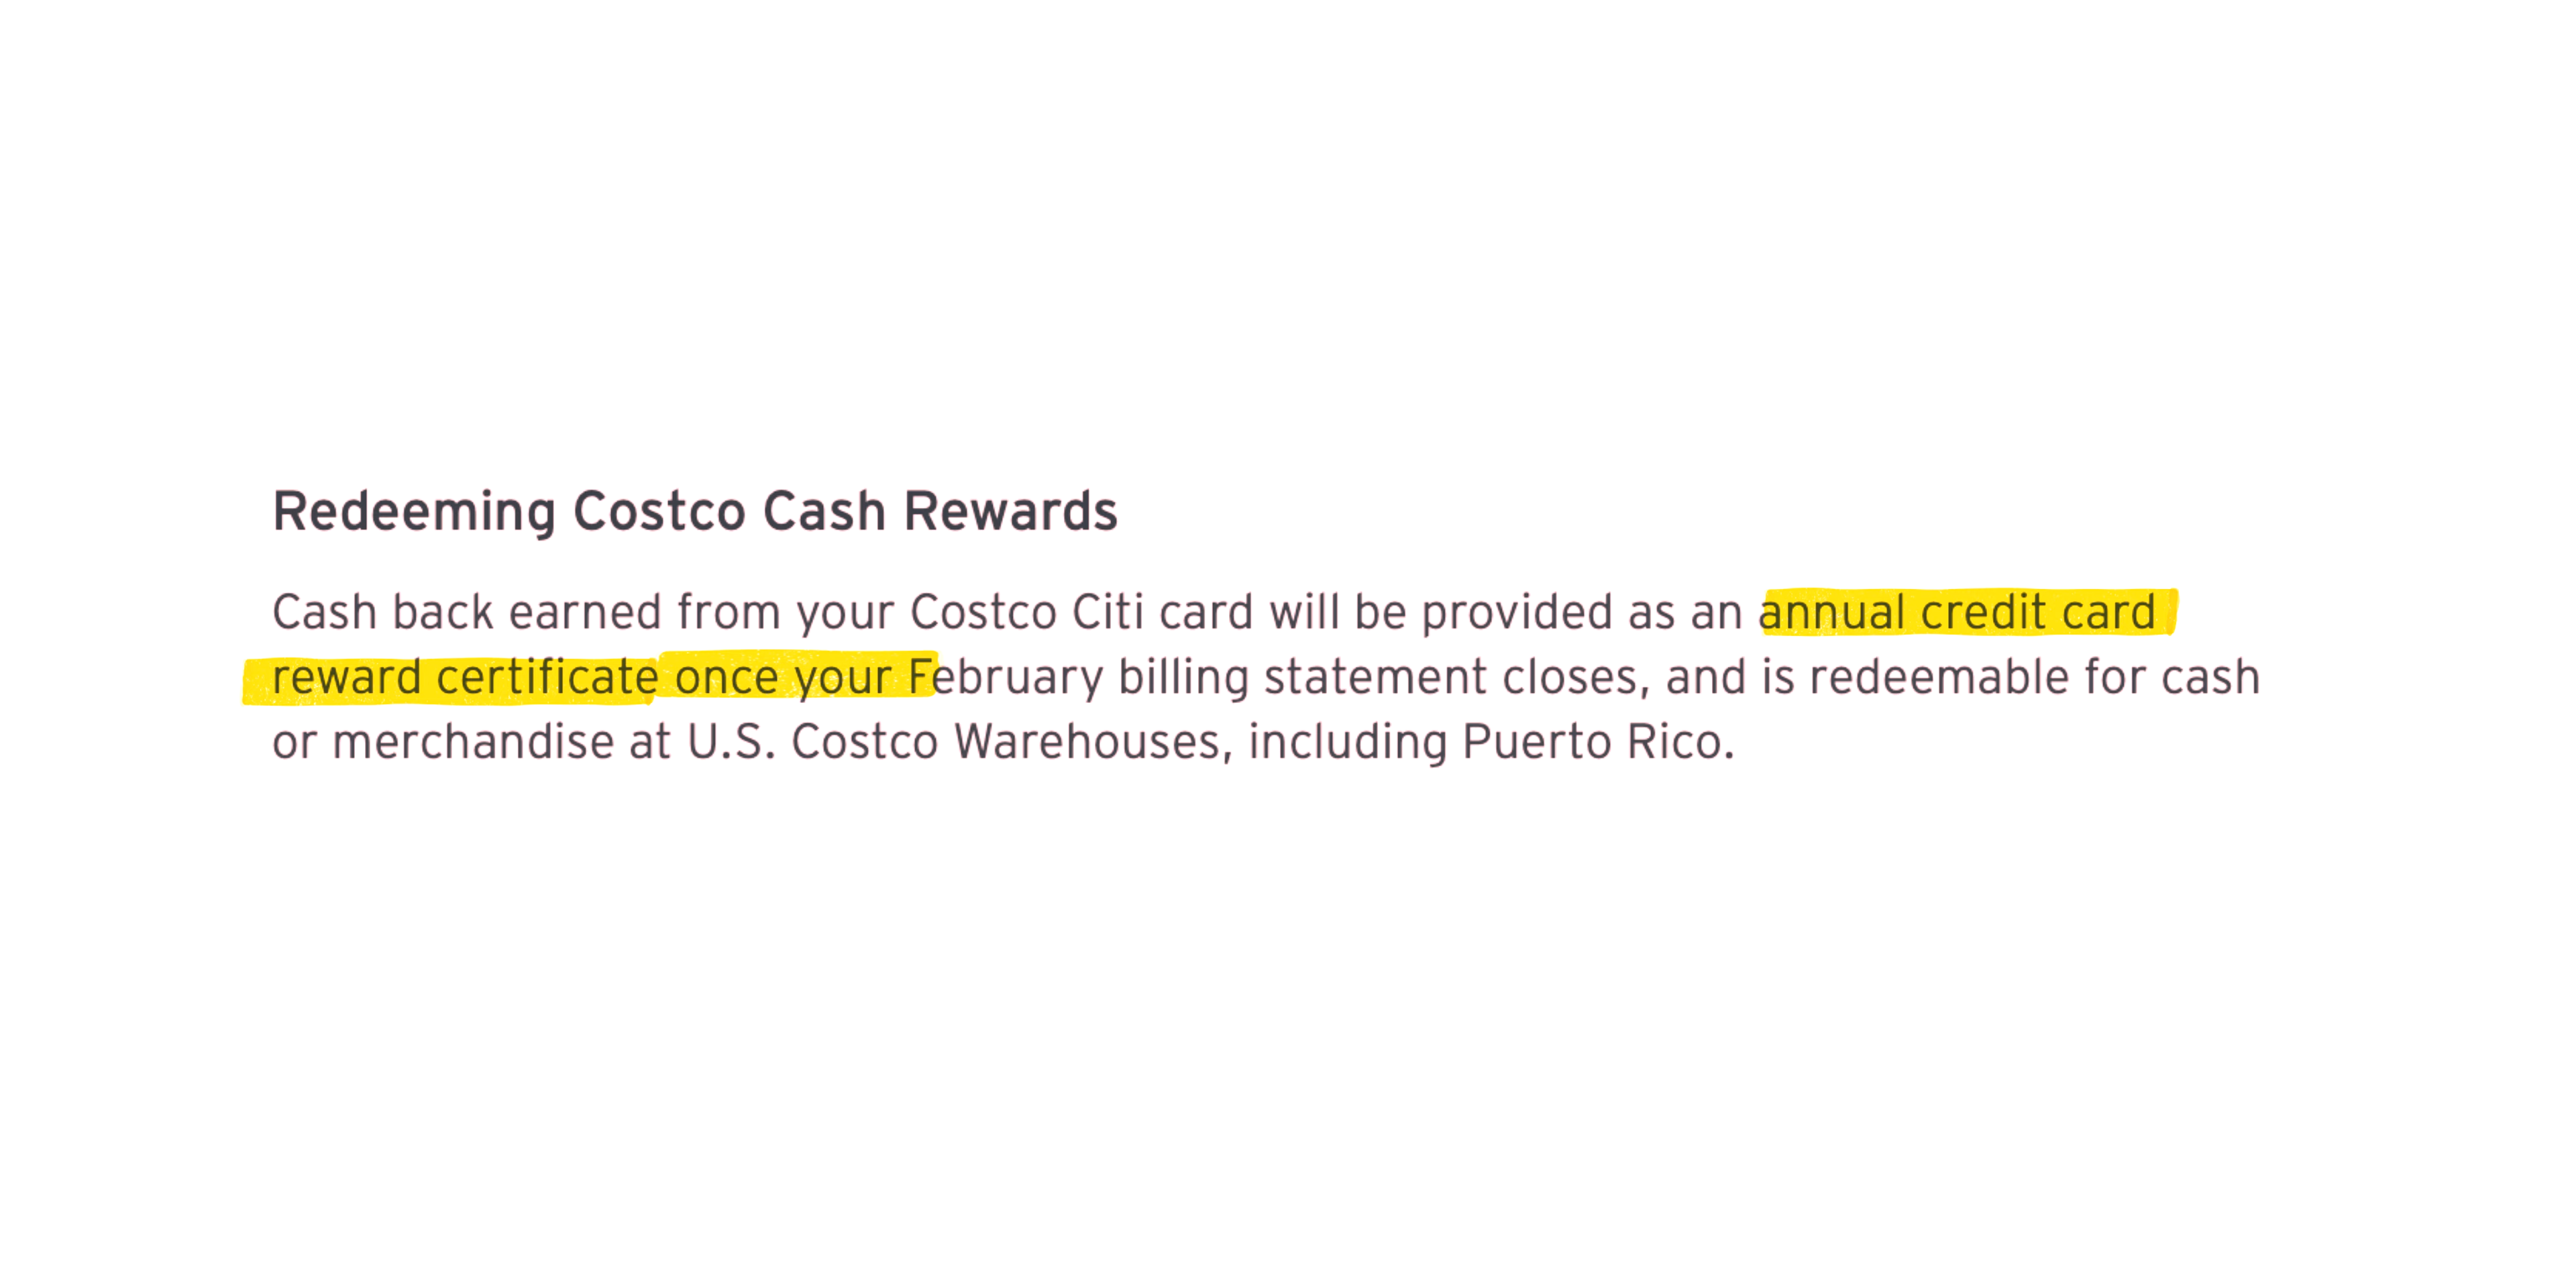 Redeeming Costco Cash Rewards
Cash back earned from your Costco Citi card will be provided as an annual credit card
reward certificate once your February billing statement closes, and is redeemable for cash
or merchandise at U.S. Costco Warehouses, including Puerto Rico.